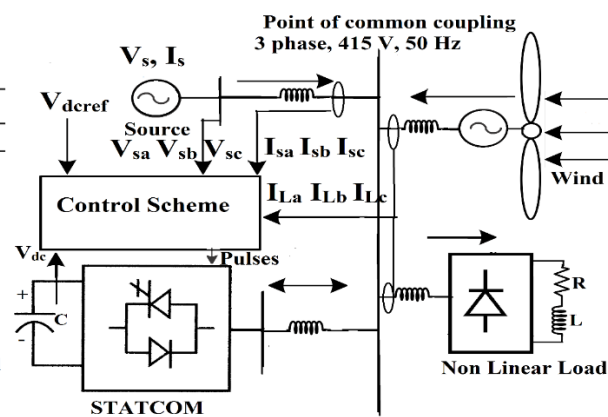 Point of common coupling
3 phase, 415 V, 50 Hz
Vs, Is
Vdcref
Source
Vsa Vsb Vsc
Isa Isb Isc
Wind
ILa ILb ILc
Control Scheme
Vdc
Pulses
+
C
-
R
L
Non Linear Load
STATCOM